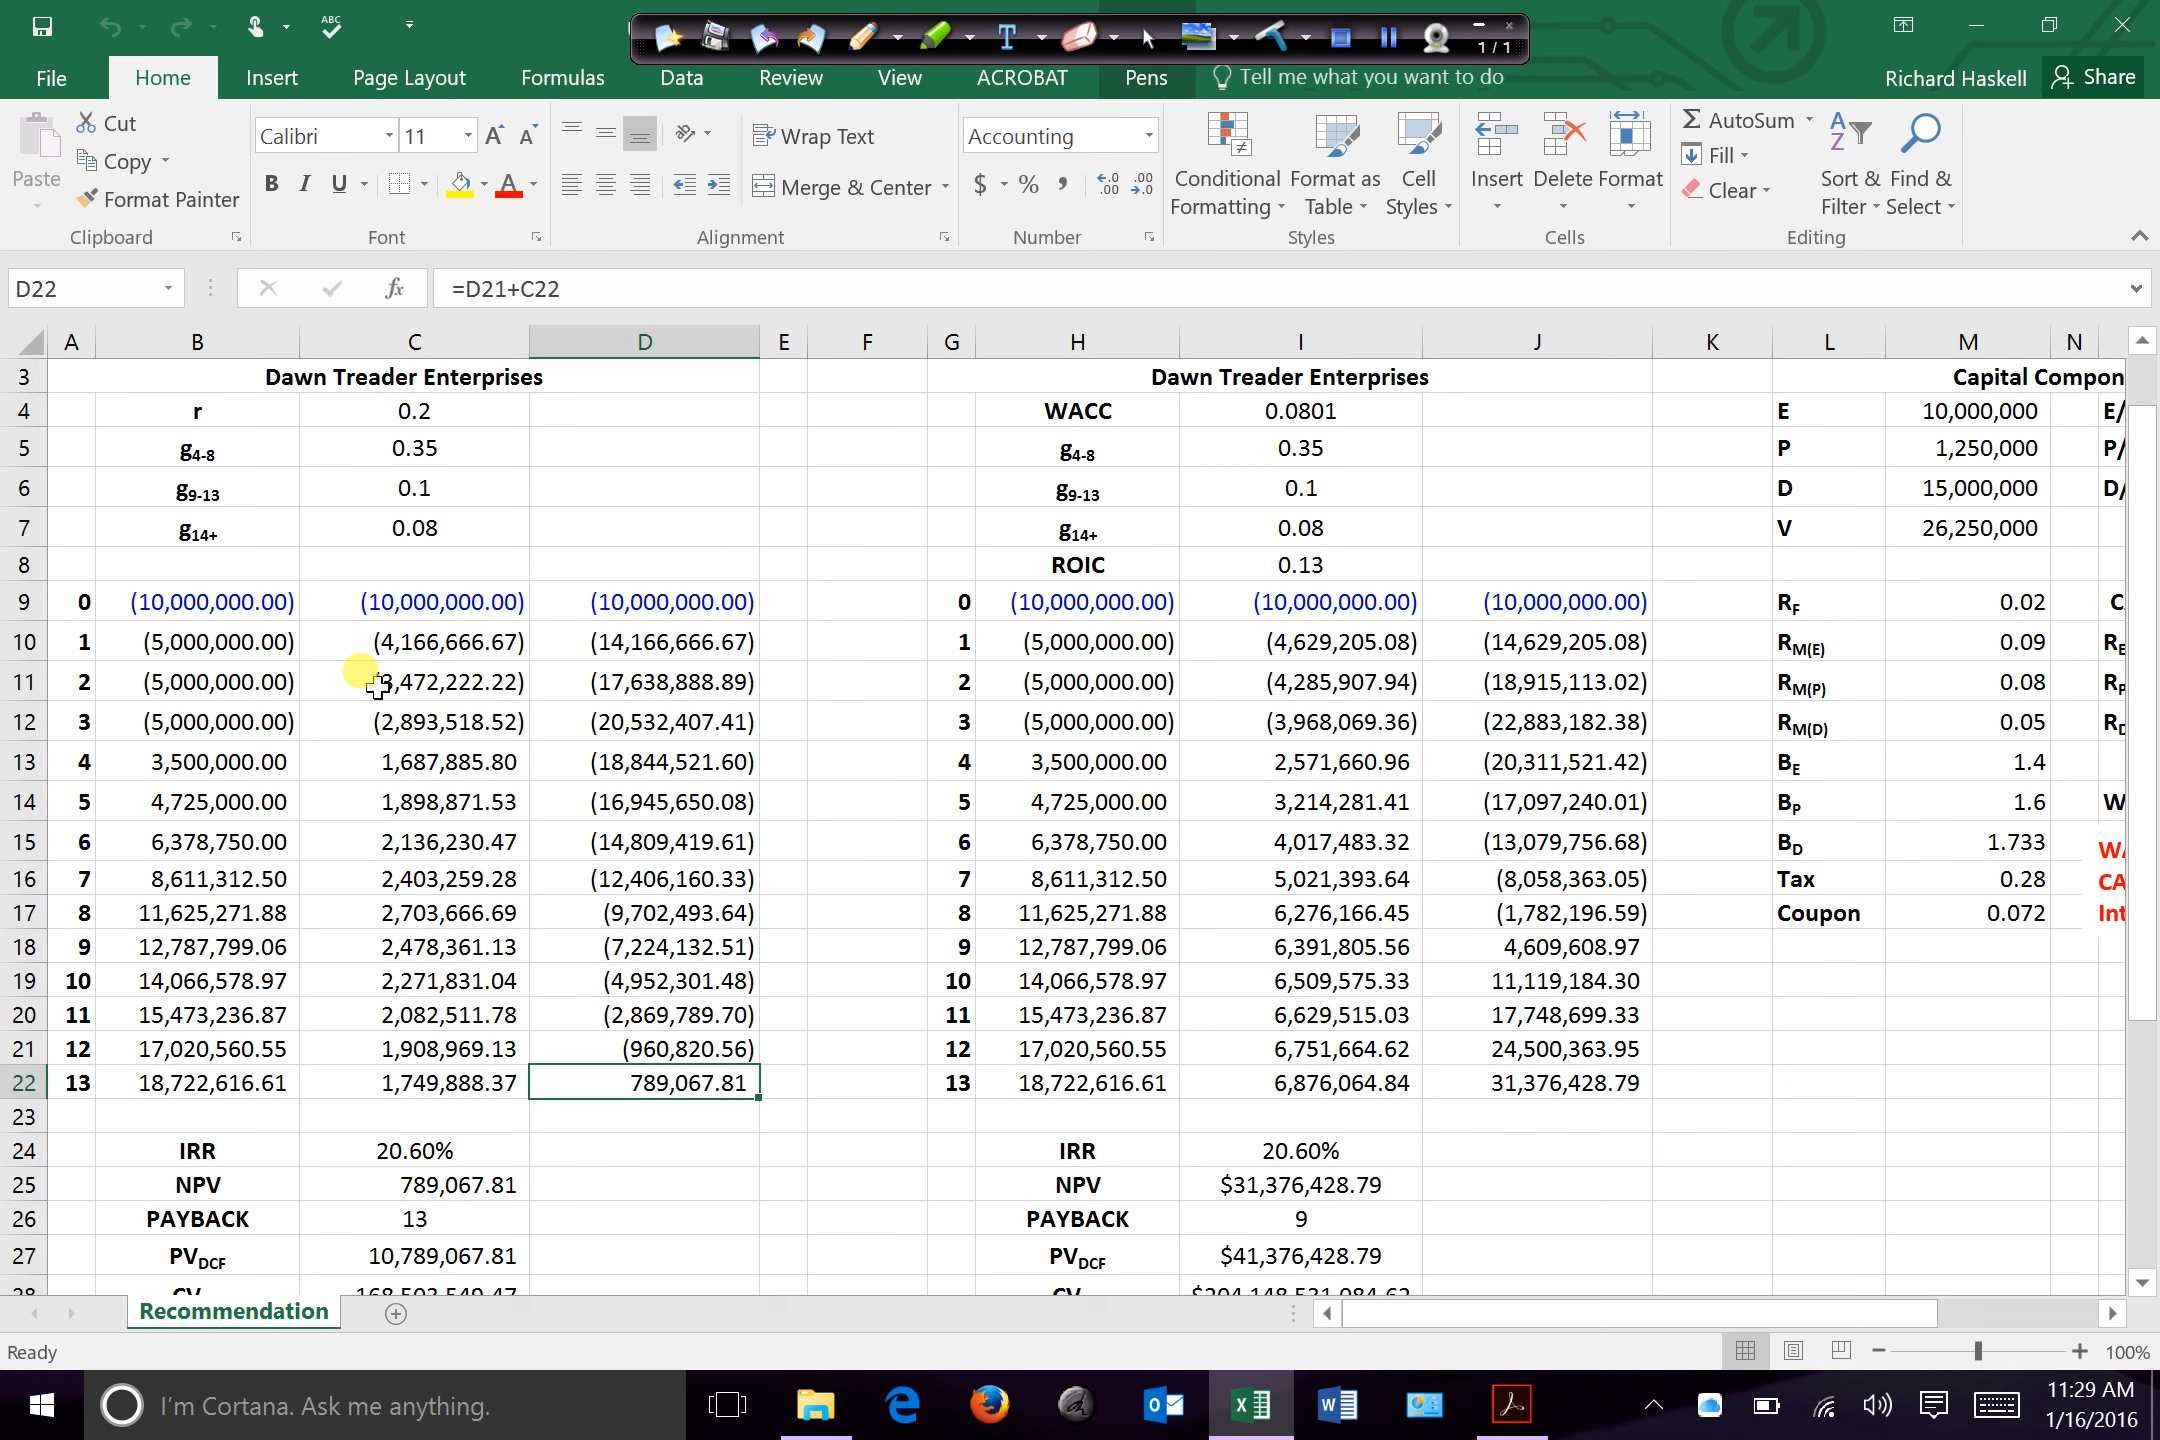 ABC
T
1 / 1
File Home Insert Page Layout Formulas Data Review View ACROBAT Pens Tell me what you want to do Richard Haskell Share
Cut
Copy
Format Painter
Paste
Clipboard
Calibri 11 A A
B I U A
Font
Wrap Text
Merge & Center
Alignment
Accounting
$ % , .00 .0
Number
Conditional Formatting
Format as Table
Cell Styles
Styles
Insert Delete Format
Cells
AutoSum
Fill
Clear
Sort & Filter
Find & Select
Editing
D22 fx =D21+C22
A B C D E F G H I J K L M N
3 Dawn Treader Enterprises Dawn Treader Enterprises Capital Compon
4 r 0.2 WACC 0.0801 E 10,000,000 E/
5 g4-8 0.35 g4-8 0.35 P 1,250,000 P/
6 g9-13 0.1 g9-13 0.1 D 15,000,000 D/
7 g14+ 0.08 g14+ 0.08 V 26,250,000
8 ROIC 0.13
9 0 (10,000,000.00) (10,000,000.00) (10,000,000.00) 0 (10,000,000.00) (10,000,000.00) (10,000,000.00) RF 0.02 C
10 1 (5,000,000.00) (4,166,666.67) (14,166,666.67) 1 (5,000,000.00) (4,629,205.08) (14,629,205.08) RM(E) 0.09 RE
11 2 (5,000,000.00) (3,472,222.22) (17,638,888.89) 2 (5,000,000.00) (4,285,907.94) (18,915,113.02) RM(P) 0.08 RP
12 3 (5,000,000.00) (2,893,518.52) (20,532,407.41) 3 (5,000,000.00) (3,968,069.36) (22,883,182.38) RM(D) 0.05 RD
13 4 3,500,000.00 1,687,885.80 (18,844,521.60) 4 3,500,000.00 2,571,660.96 (20,311,521.42) BE 1.4
14 5 4,725,000.00 1,898,871.53 (16,945,650.08) 5 4,725,000.00 3,214,281.41 (17,097,240.01) BP 1.6 W
15 6 6,378,750.00 2,136,230.47 (14,809,419.61) 6 6,378,750.00 4,017,483.32 (13,079,756.68) BD 1.733 WA
16 7 8,611,312.50 2,403,259.28 (12,406,160.33) 7 8,611,312.50 5,021,393.64 (8,058,363.05) Tax 0.28 CA
17 8 11,625,271.88 2,703,666.69 (9,702,493.64) 8 11,625,271.88 6,276,166.45 (1,782,196.59) Coupon 0.072 Int
18 9 12,787,799.06 2,478,361.13 (7,224,132.51) 9 12,787,799.06 6,391,805.56 4,609,608.97
19 10 14,066,578.97 2,271,831.04 (4,952,301.48) 10 14,066,578.97 6,509,575.33 11,119,184.30
20 11 15,473,236.87 2,082,511.78 (2,869,789.70) 11 15,473,236.87 6,629,515.03 17,748,699.33
21 12 17,020,560.55 1,908,969.13 (960,820.56) 12 17,020,560.55 6,751,664.62 24,500,363.95
22 13 18,722,616.61 1,749,888.37 789,067.81 13 18,722,616.61 6,876,064.84 31,376,428.79
23
24 IRR 20.60% IRR 20.60%
25 NPV 789,067.81 NPV $31,376,428.79
26 PAYBACK 13 PAYBACK 9
27 PVDCF 10,789,067.81 PVDCF $41,376,428.79
28 CV 168,503,549.47 CV
Recommendation
Ready 100%
I'm Cortana. Ask me anything.
11:29 AM
1/16/2016